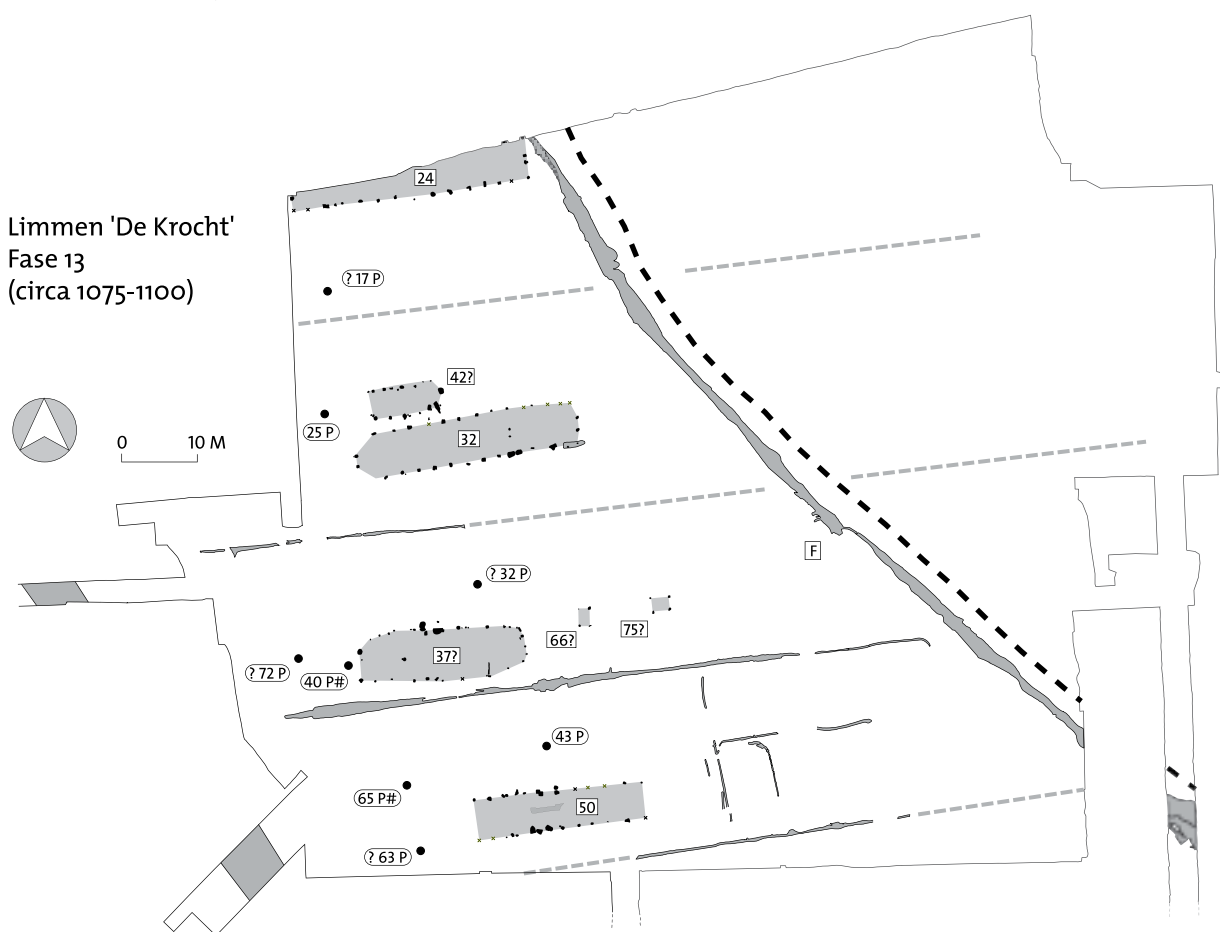 24
Limmen 'De Krocht'
Fase 13
(circa 1075-1100)
? 17 P
42?
25 P
32
0 10 M
F
? 32 P
66?
75?
37?
? 72 P
40 P#
43 P
65 P#
50
? 63 P